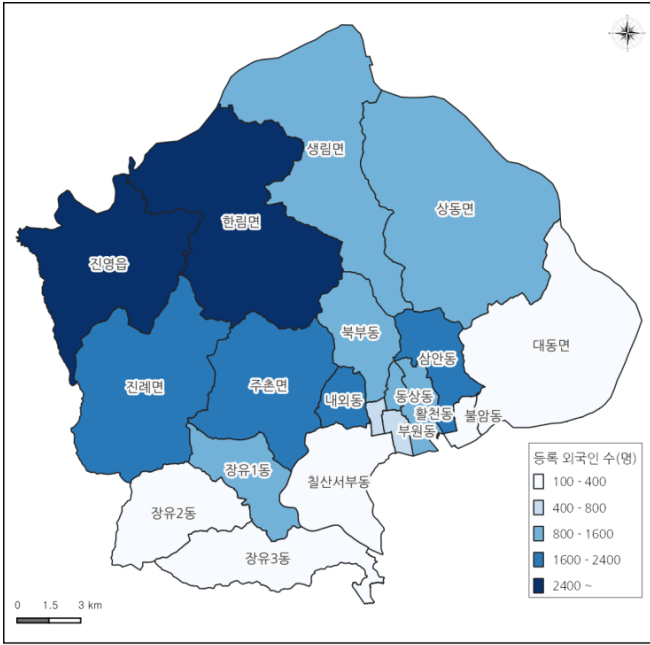 생림면
상동면
한림면
진영읍
북부동
삼안동
대동면
진례면
주촌면
내외동
동상동
활천동
불암동
부원동
장유1동
칠산서부동
장유2동
장유3동
등록 외국인 수(명)
100 - 400
400 - 800
800 - 1600
1600 - 2400
2400 ~
0 1.5 3 km